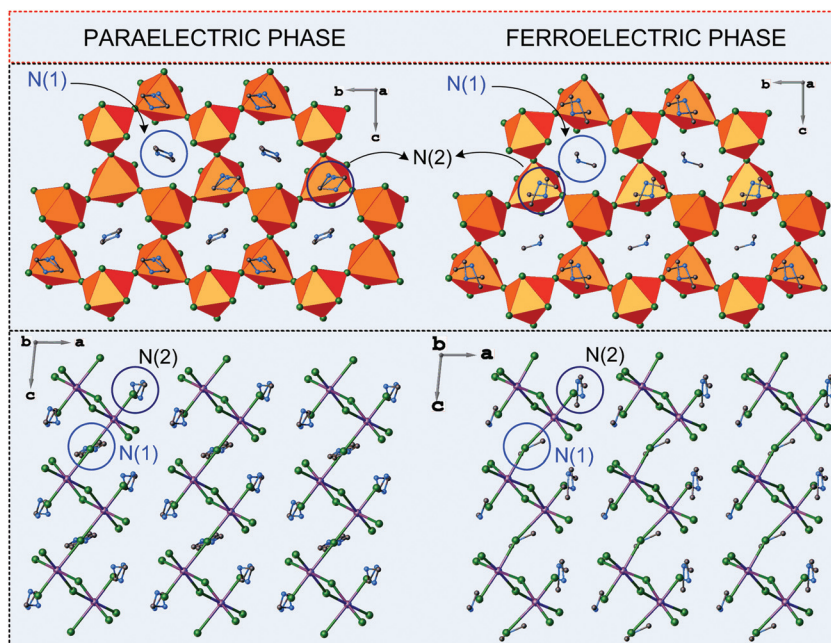 PARAELECTRIC PHASE
FERROELECTRIC PHASE
N(1)
b
a
c
N(1)
b
a
c
N(2)
b
a
c
N(2)
N(1)
b
a
c
N(2)
N(1)